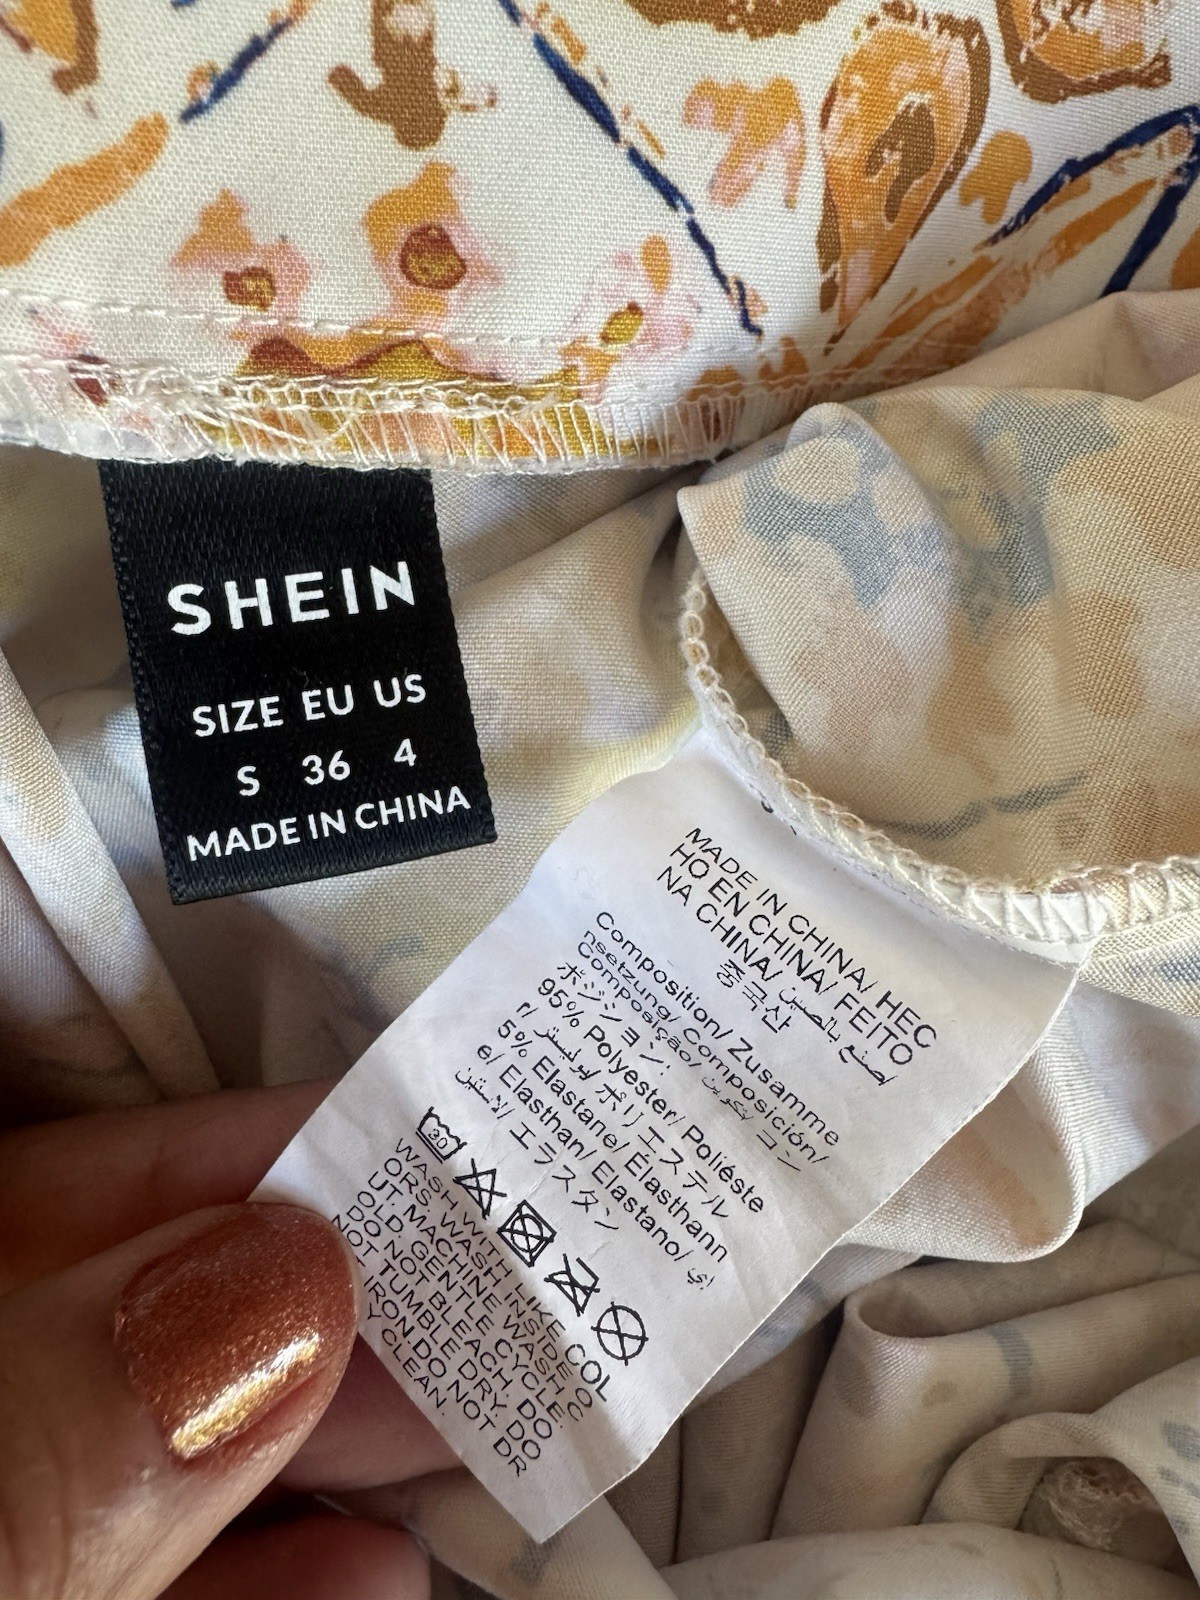 SHEIN
SIZE EU US
S 36 4
MADE IN CHINA
MADE IN CHINA/ HEC
HO EN CHINA/ FEITO
NA CHINA/ اصنع بالصين/
중국산
Composition/ Zusamme
nsetzung/ Composición/
Composição/ تكوين/ コン
ポジション:
95% Polyester/ Poliéste
r/ بوليستر/ ポリエステル
5% Elastane/ Élasthann
e/ Elasthan/ Elastano/ إي
لاستين/ エラスタン
30
WASH WITH LIKE COL
ORS. WASH INSIDE O
UT. MACHINE WASH C
OLD. GENTLE CYCLE.
DO NOT BLEACH. DO
NOT TUMBLE DRY. DO
NOT IRON.DO NOT DR
Y CLEAN.